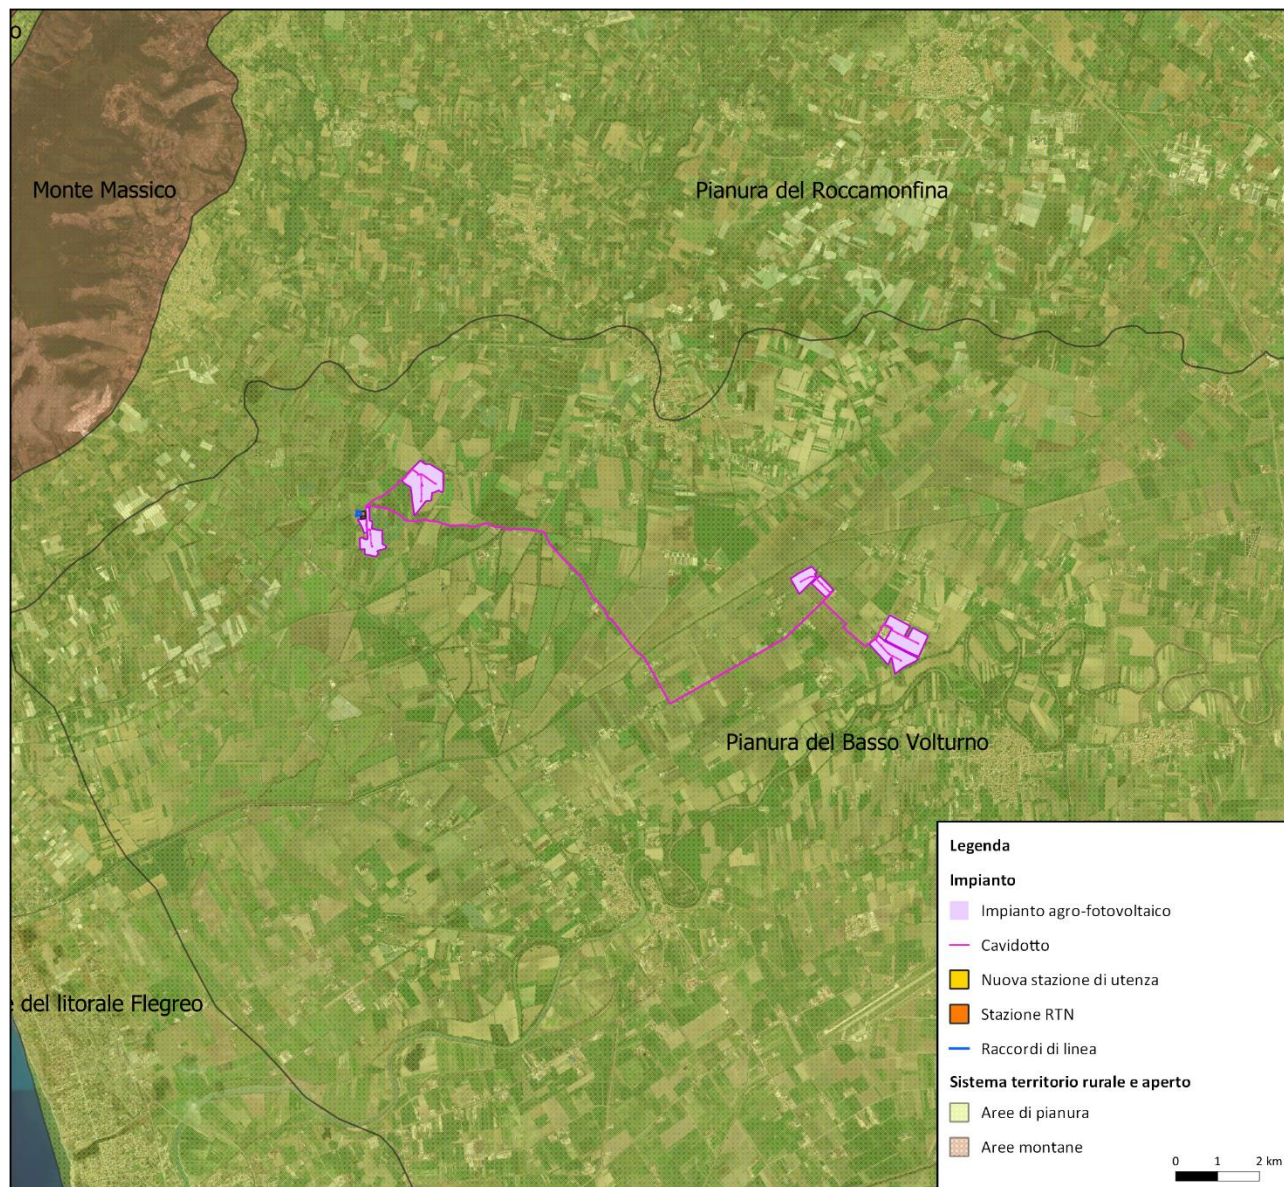 o
Monte Massico
Pianura del Roccamonfina
Pianura del Basso Volturno
e del litorale Flegreo
Legenda
Impianto
Impianto agro-fotovoltaico
Cavidotto
Nuova stazione di utenza
Stazione RTN
Raccordi di linea
Sistema territorio rurale e aperto
Aree di pianura
Aree montane
0 1 2 km